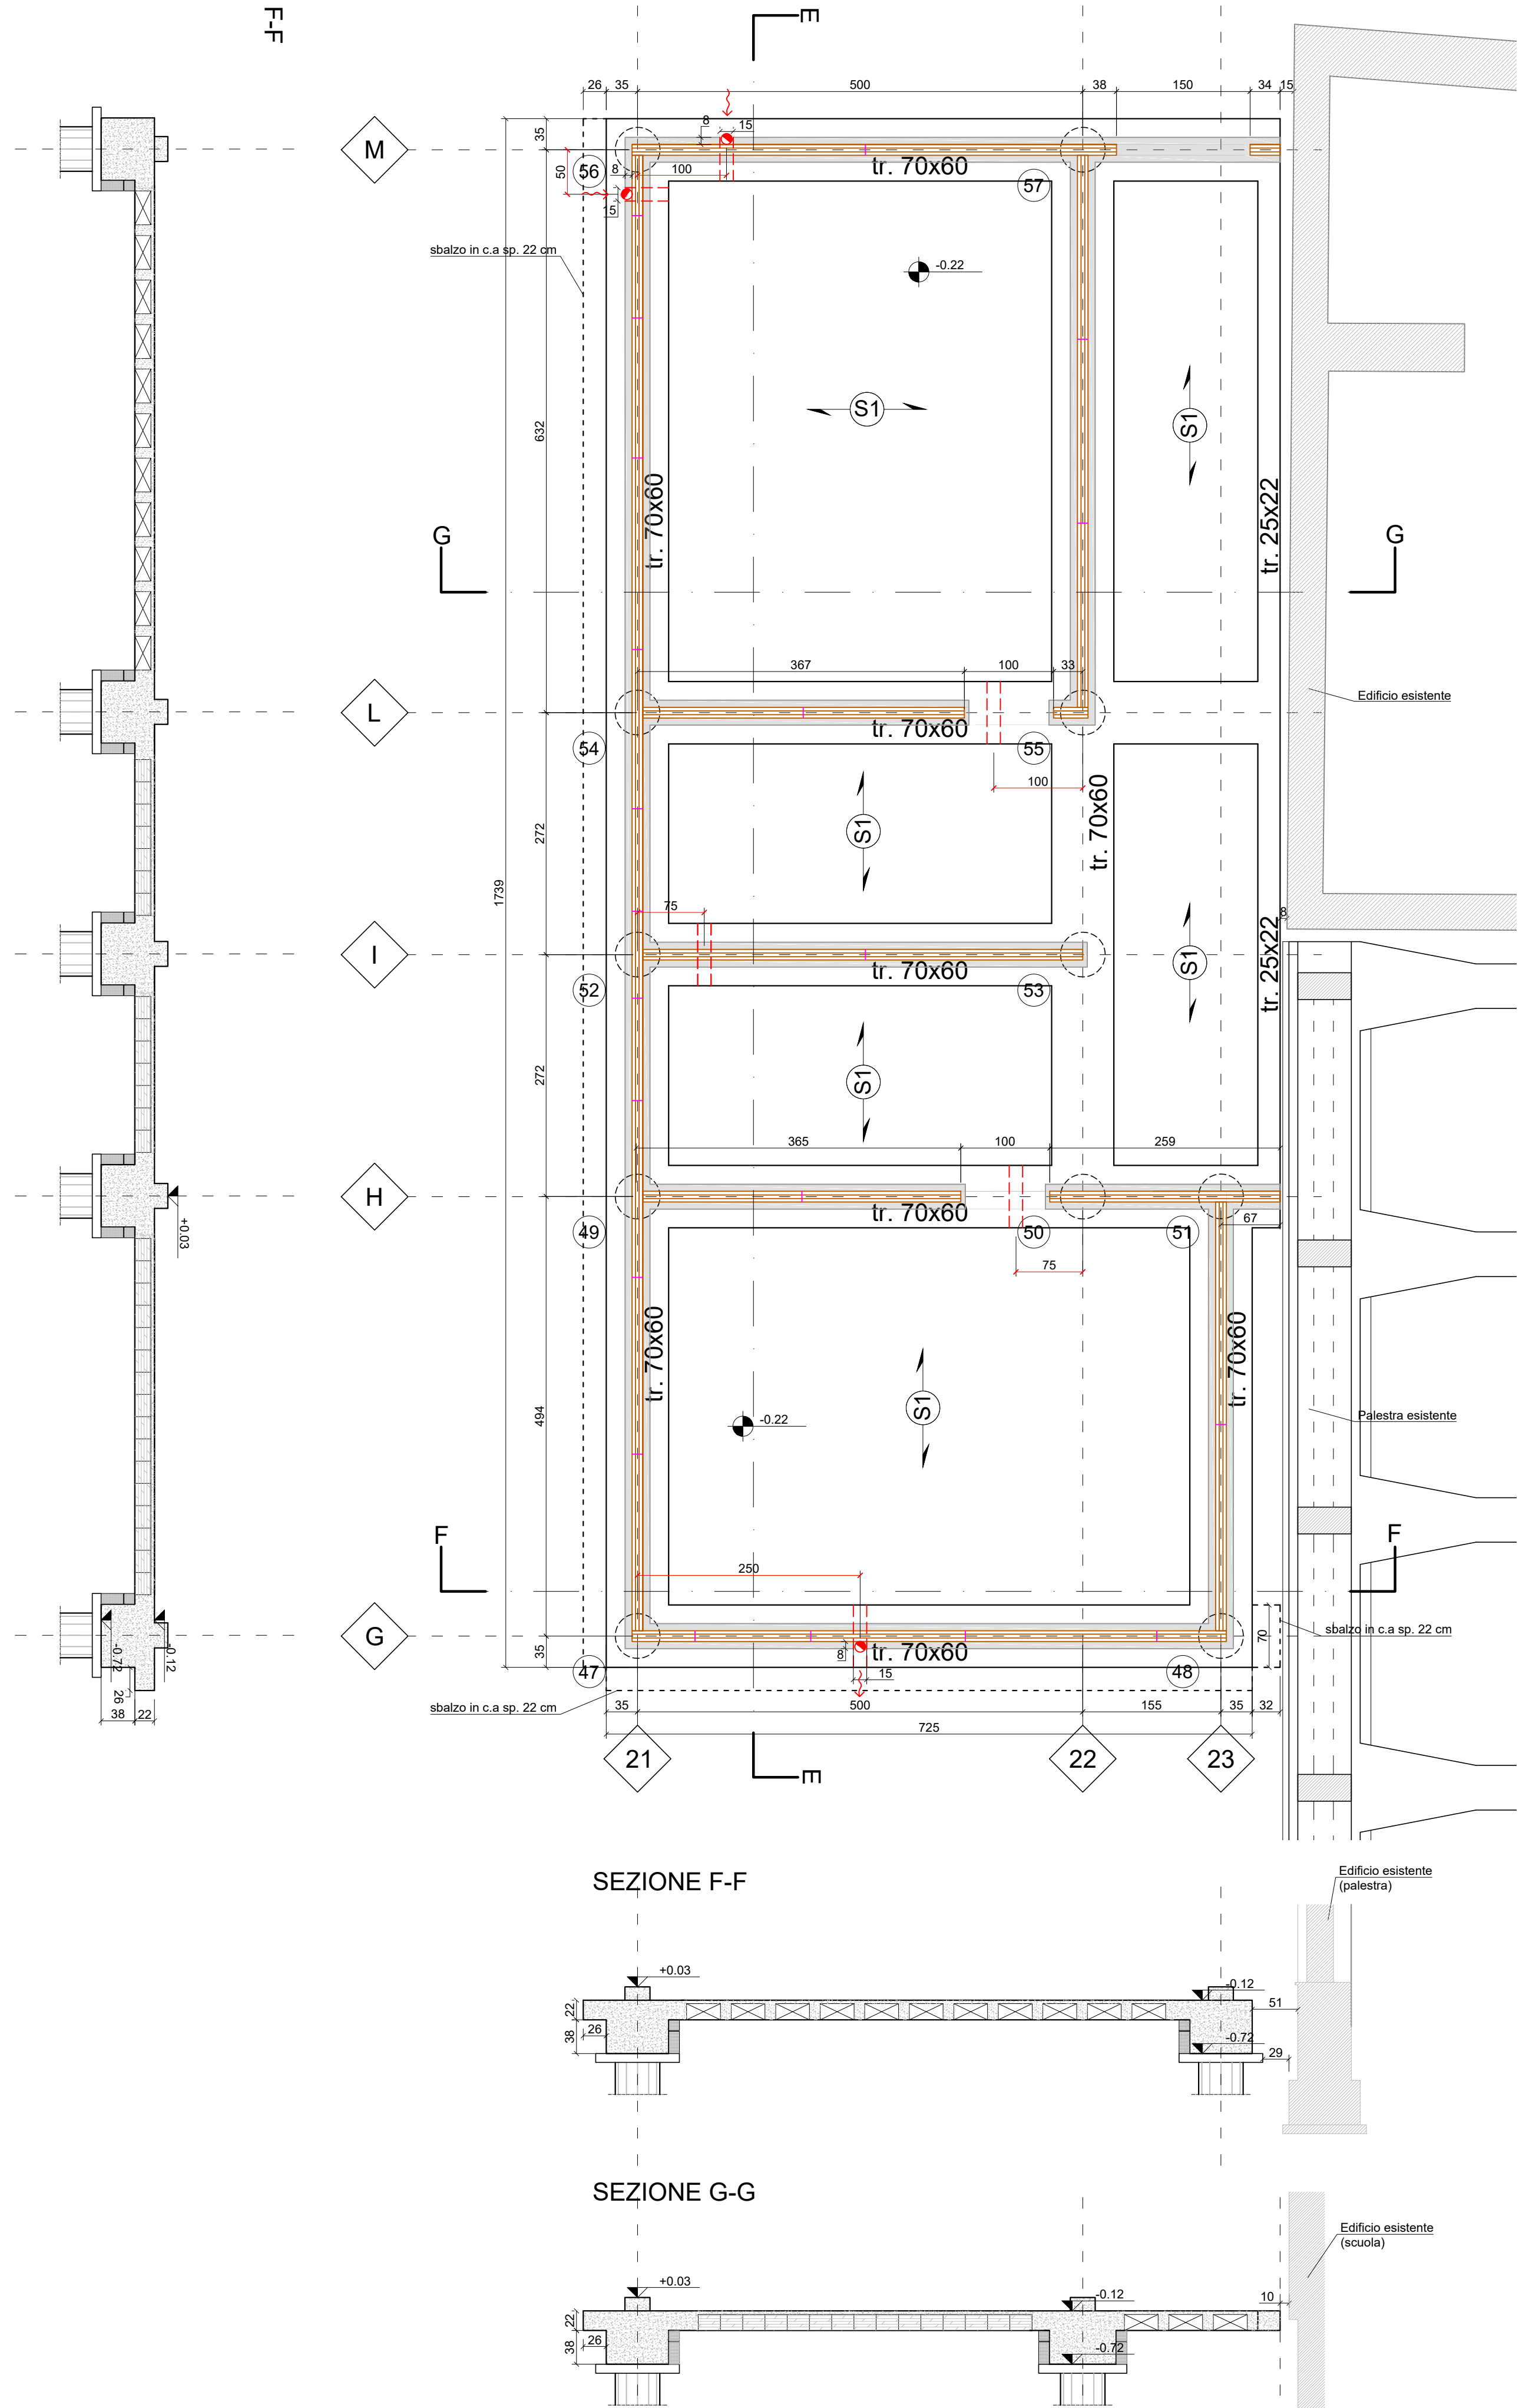 F-F
E
26
35
500
38
150
34
15
M
35
8
15
56
8
100
tr. 70x60
57
50
15
sbalzo in c.a sp. 22 cm
-0.22
632
S1
S1
tr. 70x60
tr. 25x22
G
G
367
100
33
Edificio esistente
L
tr. 70x60
54
55
100
272
S1
tr. 70x60
1739
75
8
I
tr. 70x60
S1
tr. 25x22
52
53
272
S1
365
100
259
H
+0.03
tr. 70x60
49
50
51
67
75
tr. 70x60
tr. 70x60
494
S1
-0.22
Palestra esistente
F
F
250
G
-0.72
-0.12
35
8
tr. 70x60
70
sbalzo in c.a sp. 22 cm
47
15
48
26
38
22
sbalzo in c.a sp. 22 cm
35
500
155
35
32
725
21
22
23
E
SEZIONE F-F
Edificio esistente
(palestra)
+0.03
-0.12
22
51
26
38
-0.72
29
SEZIONE G-G
Edificio esistente
(scuola)
+0.03
-0.12
10
22
26
38
-0.72